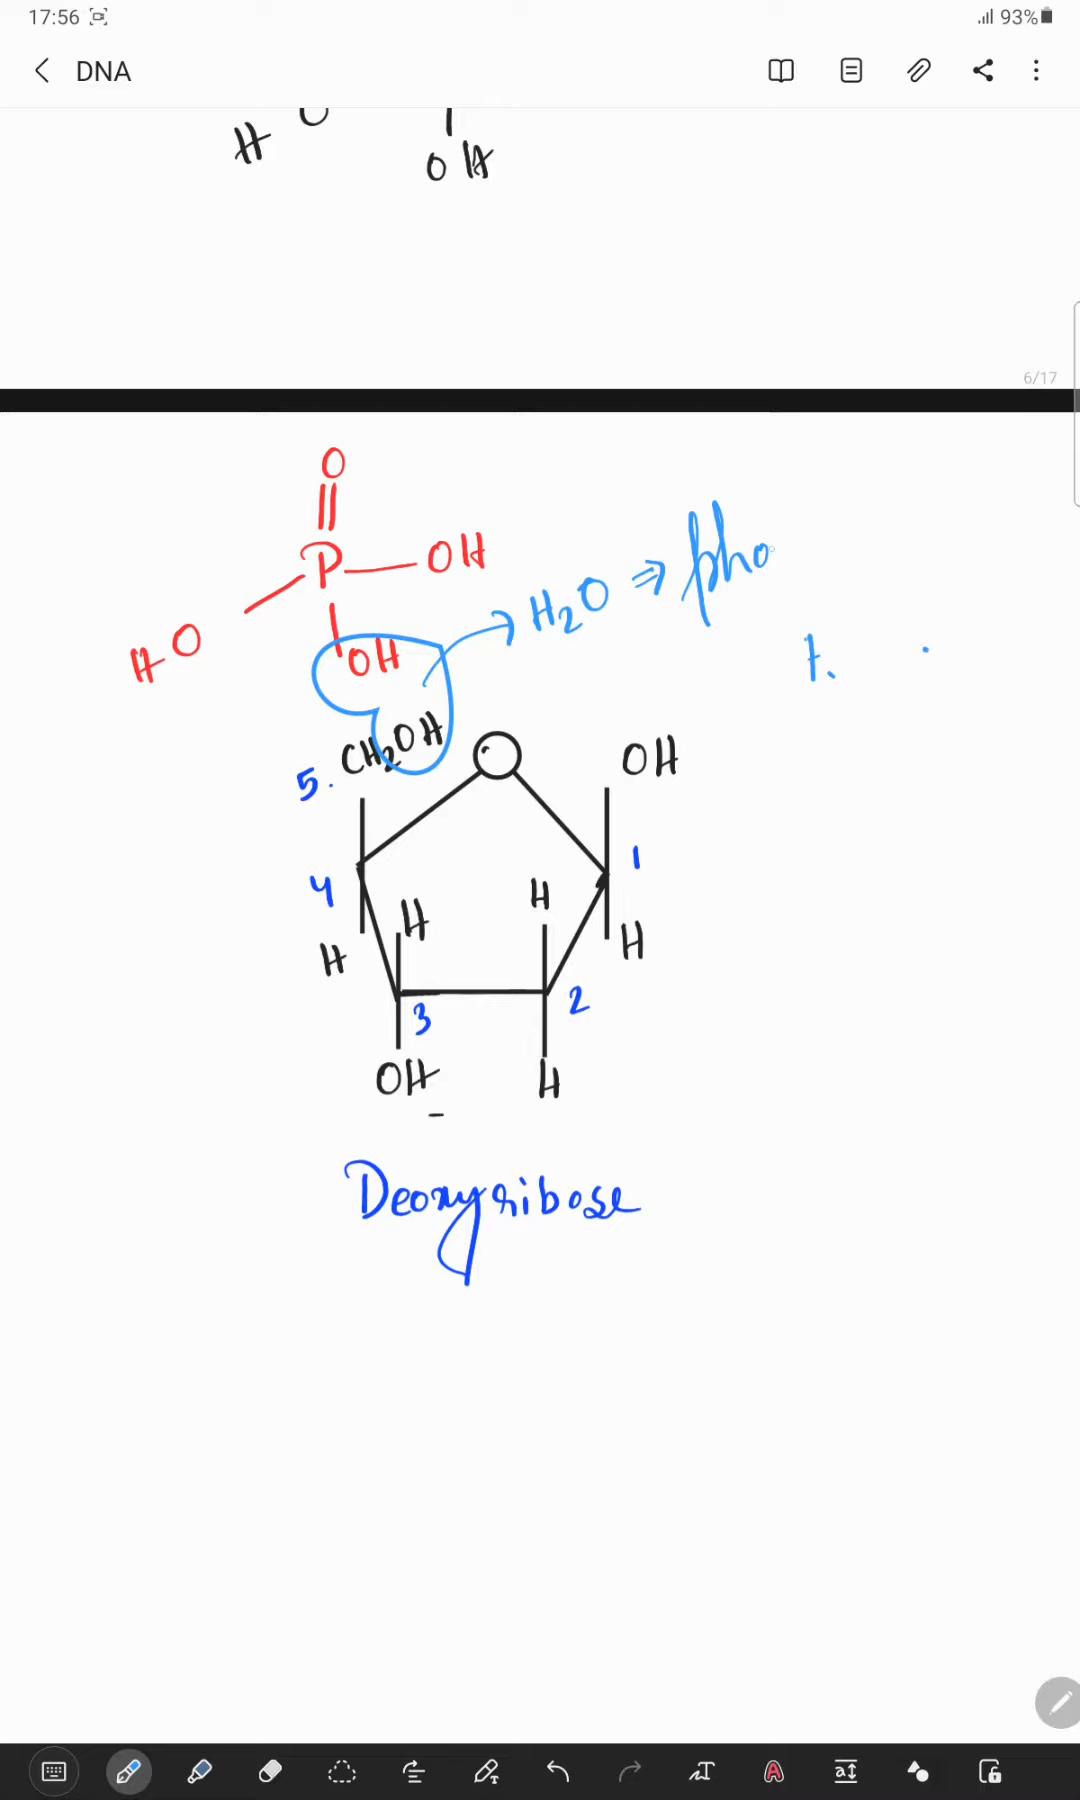 17:56 93%
DNA
H O
OH
6/17
O
P OH
HO
OH
H2O ⇒ pho
t.
5. CH2OH OH
4 1
H H
H H
3 2
OH H
Deoxyribose